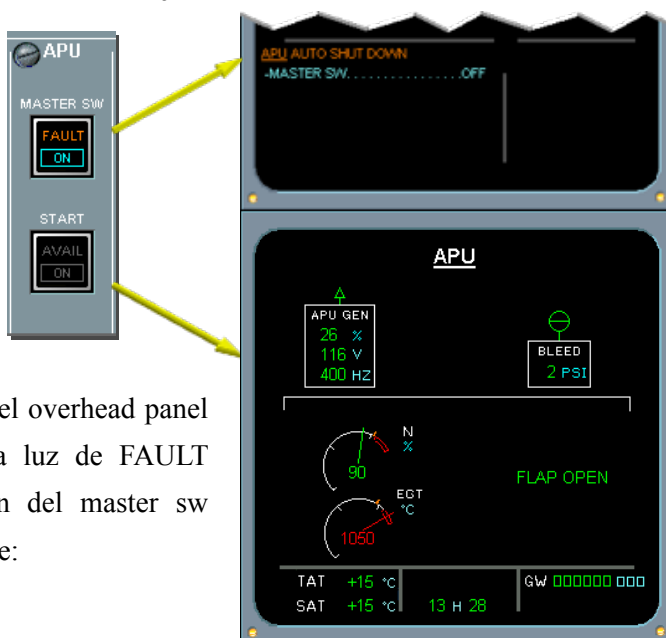 APU
MASTER SW
FAULT
ON
START
AVAIL
ON
APU AUTO SHUT DOWN
-MASTER SW................OFF
APU
APU GEN
26 %
116 V
400 HZ
BLEED
2 PSI
N
%
90
FLAP OPEN
EGT
°C
1050
TAT +15 °C
GW
SAT +15 °C 13 H 28
el overhead panel
a luz de FAULT
n del master sw
e: